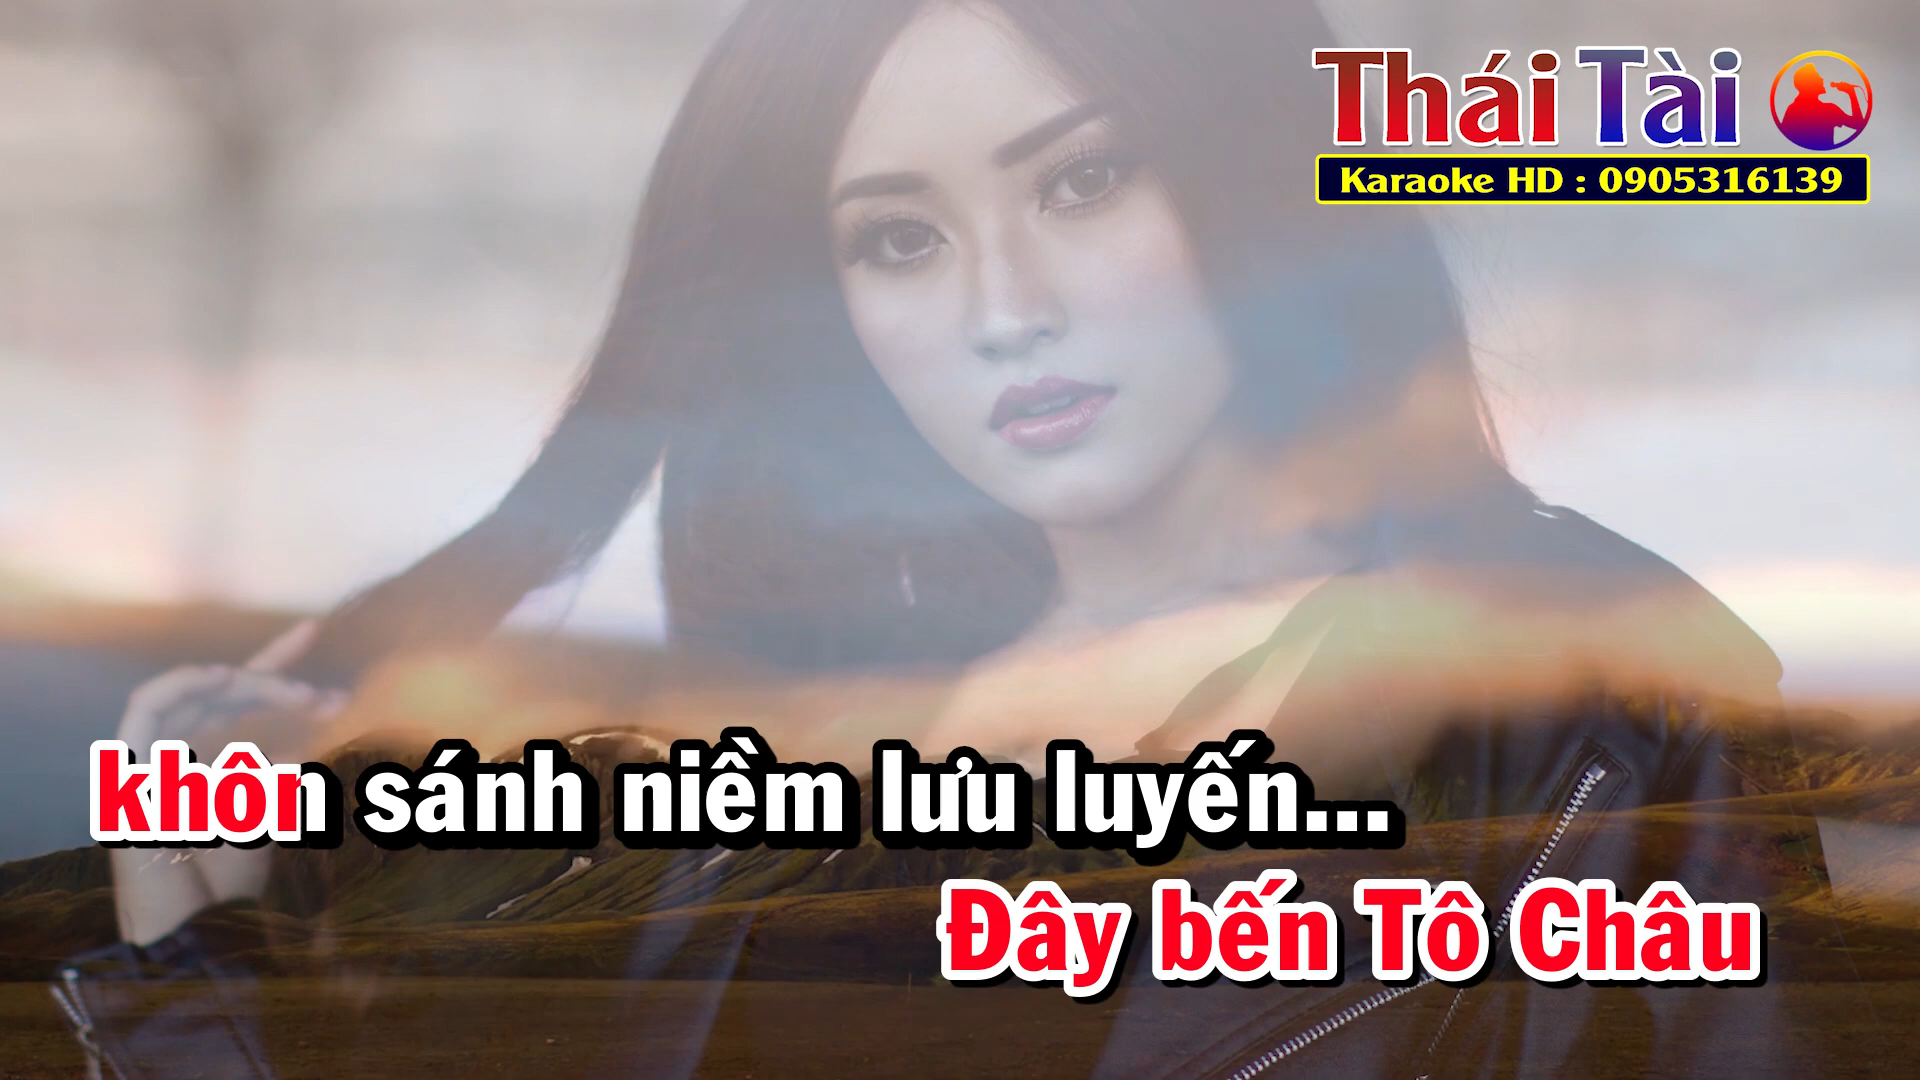 Thái Tài
Karaoke HD : 0905316139
khôn sánh niềm lưu luyến...
Đây bến Tô Châu